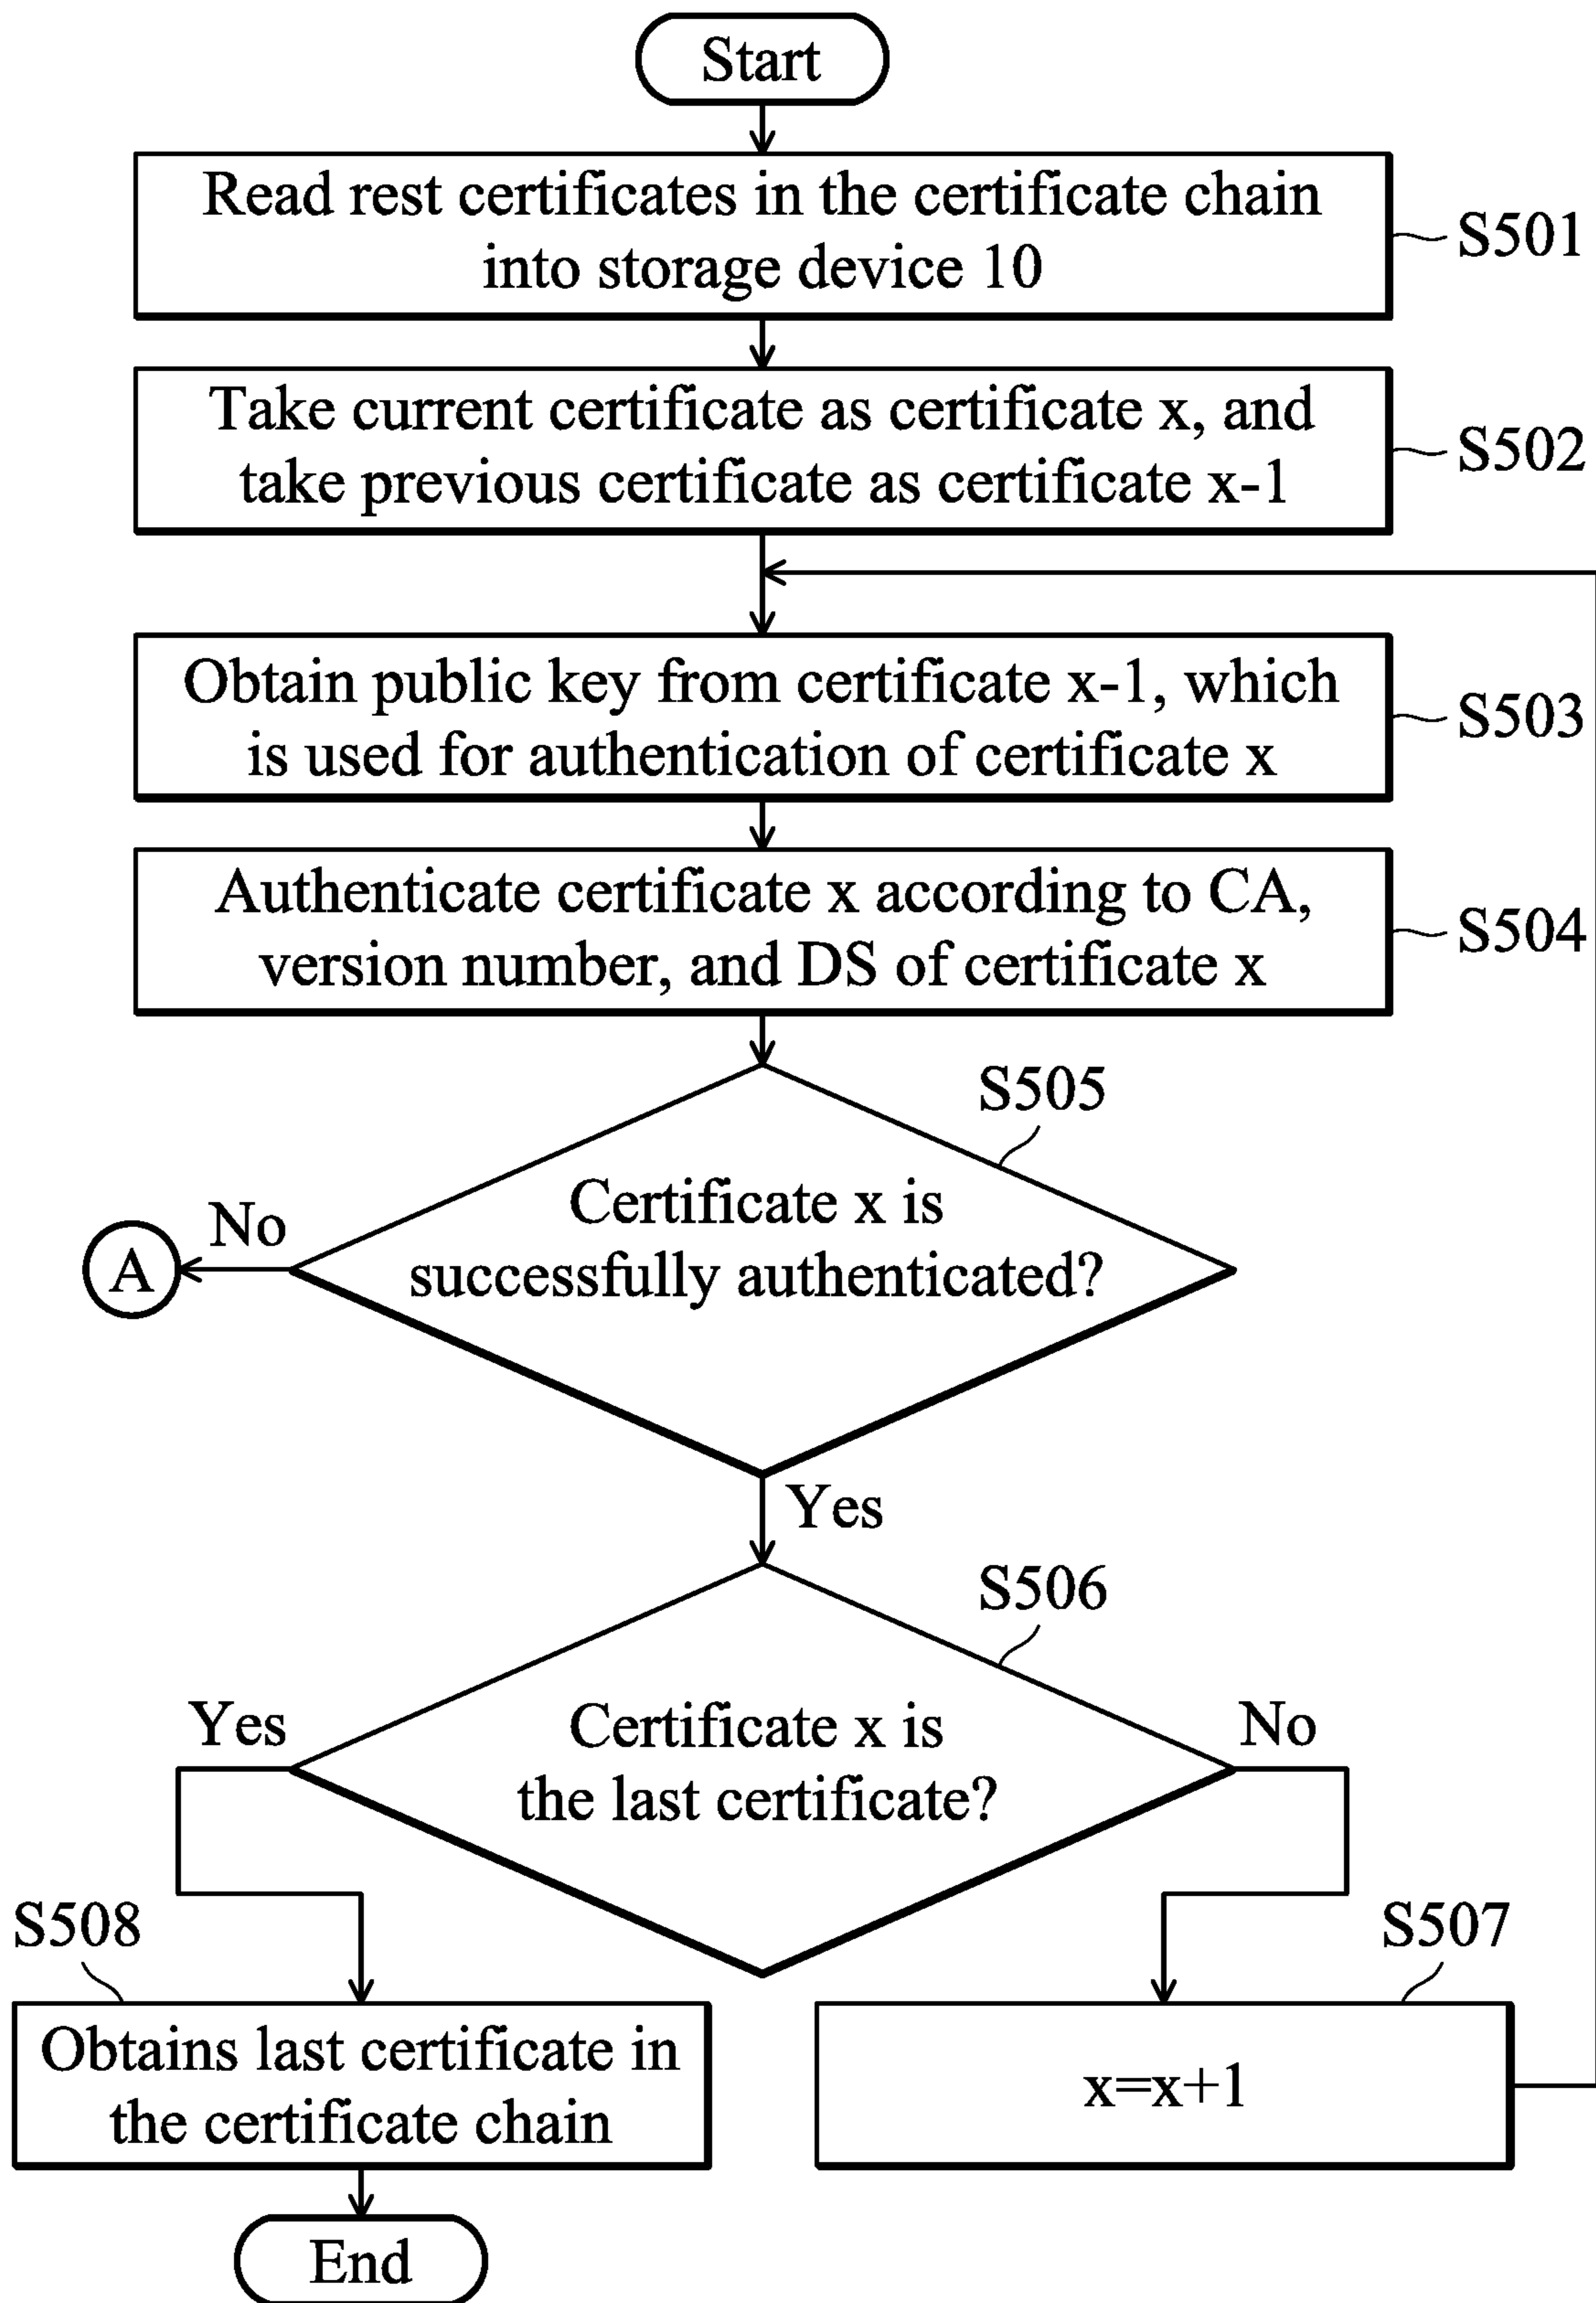 Start
Read rest certificates in the certificate chain
into storage device 10
S501
Take current certificate as certificate x, and
take previous certificate as certificate x-1
S502
Obtain public key from certificate x-1, which
is used for authentication of certificate x
S503
Authenticate certificate x according to CA,
version number, and DS of certificate x
S504
S505
Certificate x is
successfully authenticated?
No
A
Yes
S506
Certificate x is
the last certificate?
Yes
No
S508
Obtains last certificate in
the certificate chain
S507
x=x+1
End